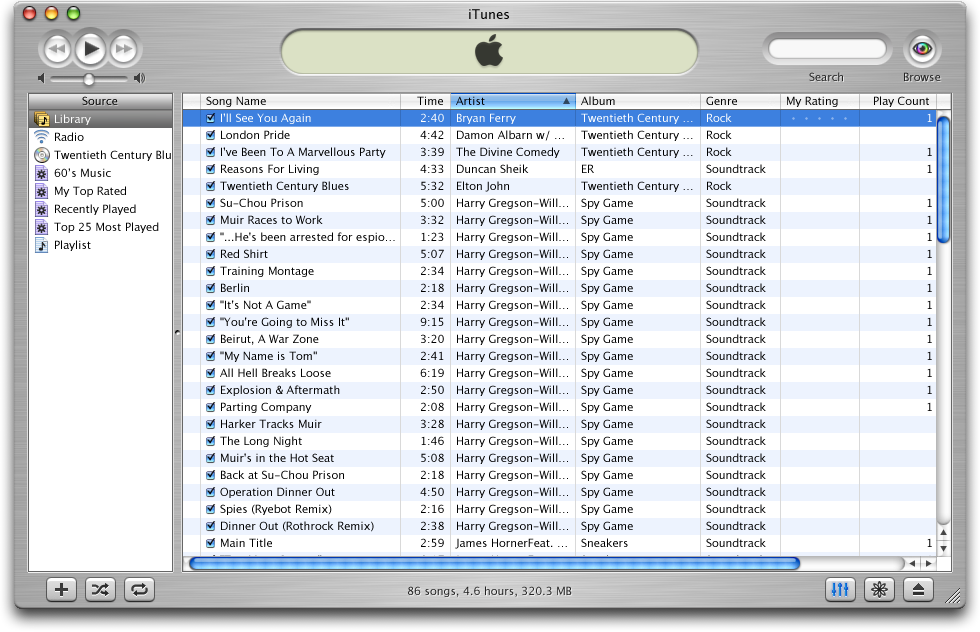 iTunes
Search
Browse
Source
Library
Radio
Twentieth Century Blu
60's Music
My Top Rated
Recently Played
Top 25 Most Played
Playlist
Song Name Time Artist Album Genre My Rating Play Count
I'll See You Again 2:40 Bryan Ferry Twentieth Century ... Rock 1
London Pride 4:42 Damon Albarn w/ ... Twentieth Century ... Rock
I've Been To A Marvellous Party 3:39 The Divine Comedy Twentieth Century ... Rock 1
Reasons For Living 4:33 Duncan Sheik ER Soundtrack 1
Twentieth Century Blues 5:32 Elton John Twentieth Century ... Rock
Su-Chou Prison 5:00 Harry Gregson-Will... Spy Game Soundtrack 1
Muir Races to Work 3:32 Harry Gregson-Will... Spy Game Soundtrack 1
"...He's been arrested for espio... 1:23 Harry Gregson-Will... Spy Game Soundtrack 1
Red Shirt 5:07 Harry Gregson-Will... Spy Game Soundtrack 1
Training Montage 2:34 Harry Gregson-Will... Spy Game Soundtrack 1
Berlin 2:18 Harry Gregson-Will... Spy Game Soundtrack 1
"It's Not A Game" 2:34 Harry Gregson-Will... Spy Game Soundtrack 1
"You're Going to Miss It" 9:15 Harry Gregson-Will... Spy Game Soundtrack 1
Beirut, A War Zone 3:20 Harry Gregson-Will... Spy Game Soundtrack 1
"My Name is Tom" 2:41 Harry Gregson-Will... Spy Game Soundtrack 1
All Hell Breaks Loose 6:19 Harry Gregson-Will... Spy Game Soundtrack 1
Explosion & Aftermath 2:50 Harry Gregson-Will... Spy Game Soundtrack 1
Parting Company 2:08 Harry Gregson-Will... Spy Game Soundtrack 1
Harker Tracks Muir 3:28 Harry Gregson-Will... Spy Game Soundtrack
The Long Night 1:46 Harry Gregson-Will... Spy Game Soundtrack
Muir's in the Hot Seat 5:08 Harry Gregson-Will... Spy Game Soundtrack
Back at Su-Chou Prison 2:18 Harry Gregson-Will... Spy Game Soundtrack
Operation Dinner Out 4:50 Harry Gregson-Will... Spy Game Soundtrack
Spies (Ryebot Remix) 2:16 Harry Gregson-Will... Spy Game Soundtrack
Dinner Out (Rothrock Remix) 2:38 Harry Gregson-Will... Spy Game Soundtrack
Main Title 2:59 James HornerFeat. ... Sneakers Soundtrack 1
86 songs, 4.6 hours, 320.3 MB